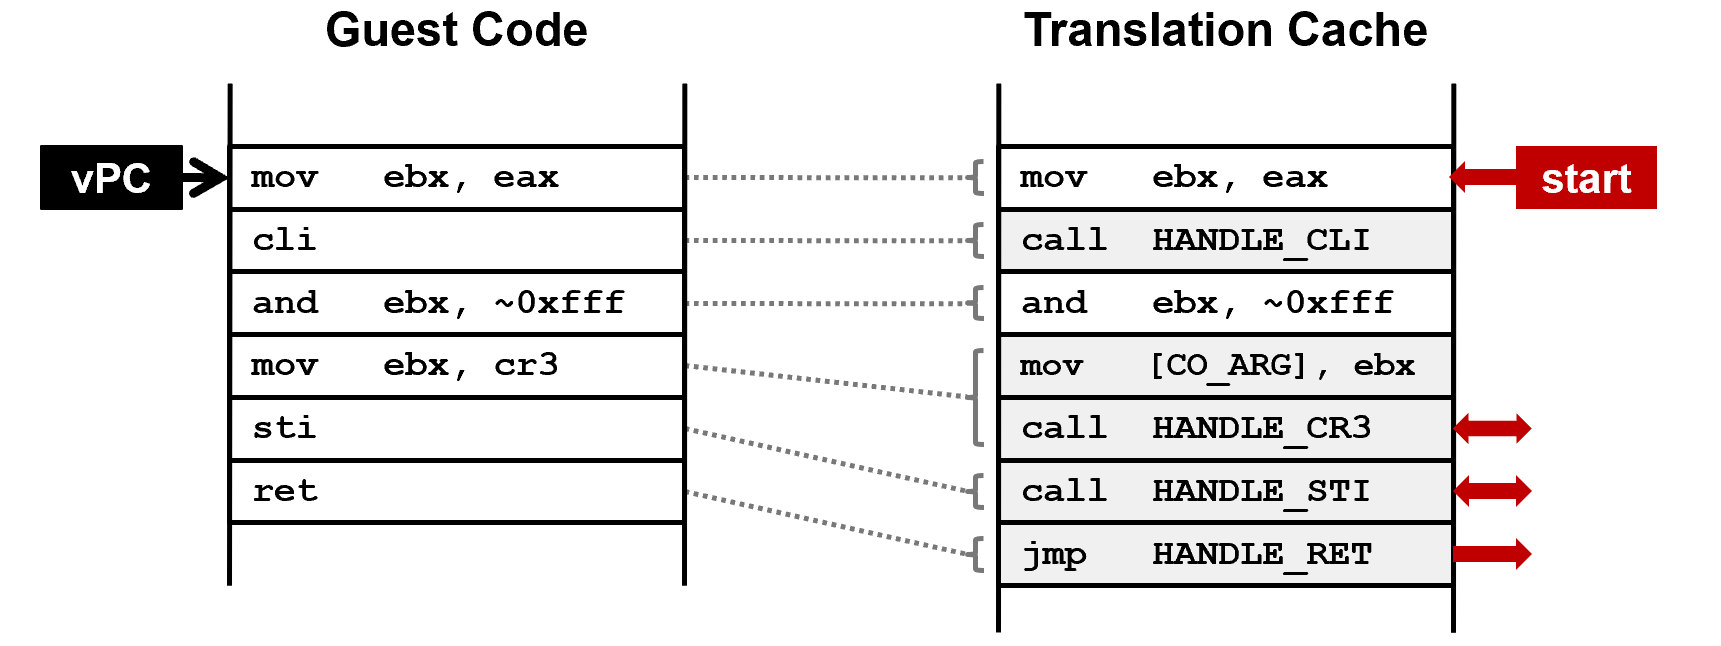 Guest Code
Translation Cache
vPC
mov ebx, eax
cli
and ebx, ~0xfff
mov ebx, cr3
sti
ret
mov ebx, eax
call HANDLE_CLI
and ebx, ~0xfff
mov [CO_ARG], ebx
call HANDLE_CR3
call HANDLE_STI
jmp HANDLE_RET
start